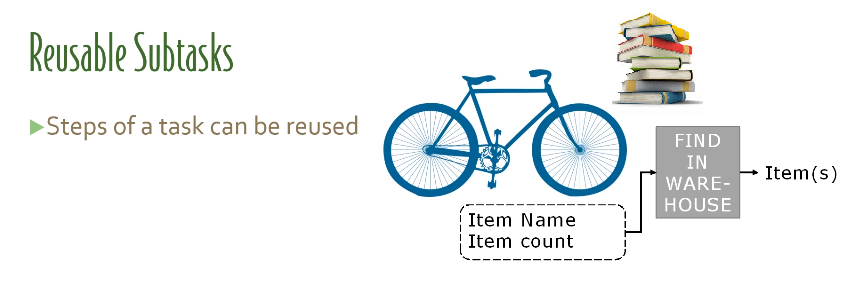 Reusable Subtasks
Steps of a task can be reused
FIND
IN
WARE-
HOUSE
Item(s)
Item Name
Item count